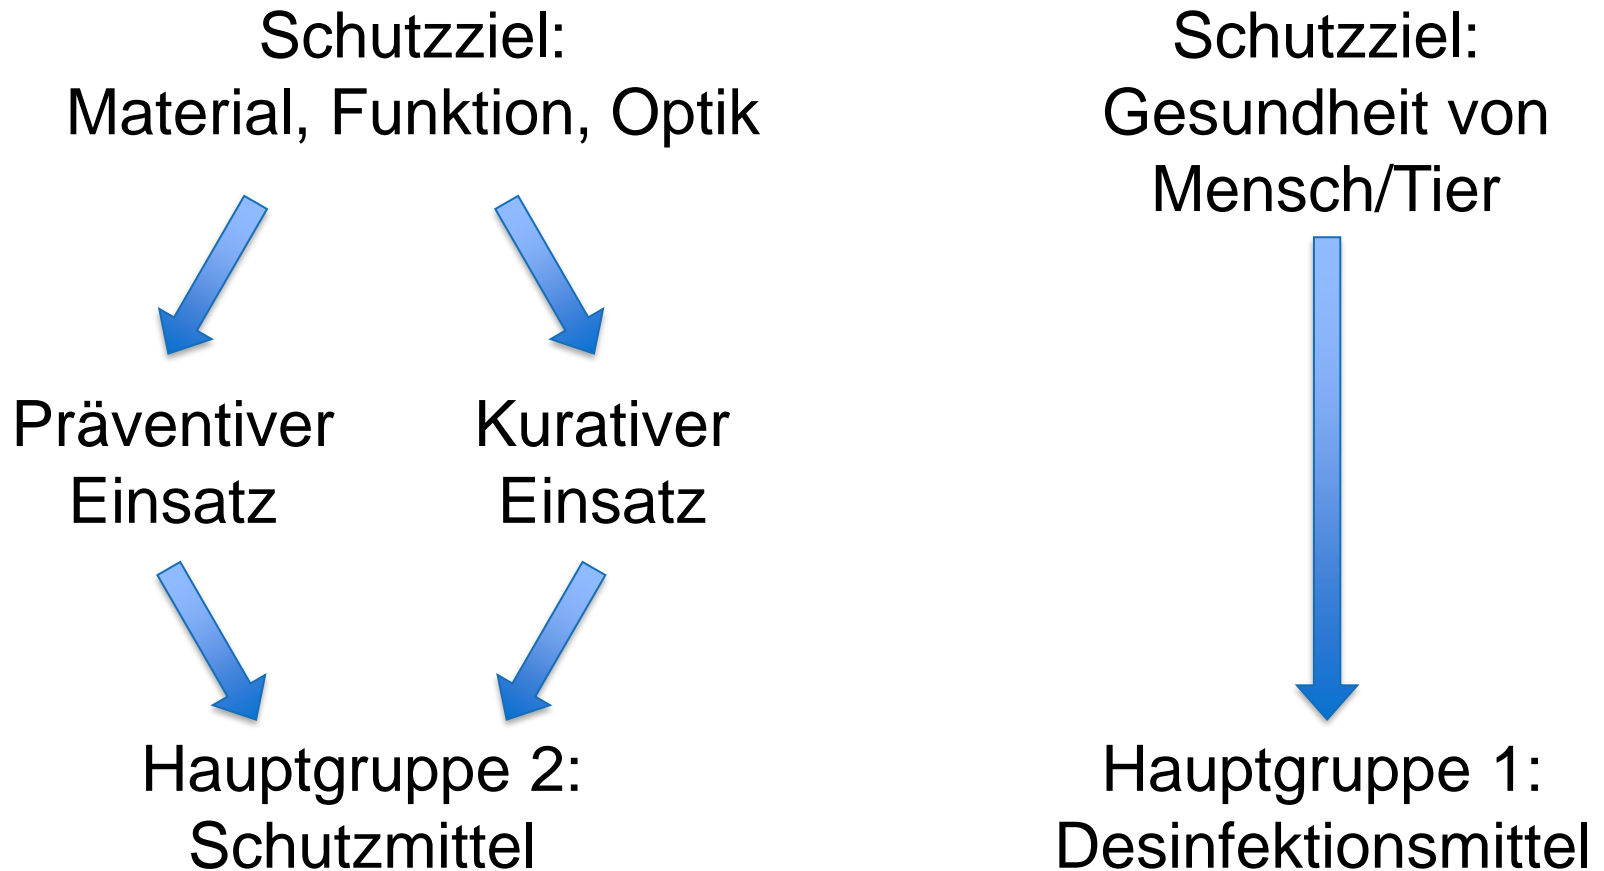 Schutzziel:
Material, Funktion, Optik
Präventiver
Einsatz
Kurativer
Einsatz
Hauptgruppe 2:
Schutzmittel
Schutzziel:
Gesundheit von
Mensch/Tier
Hauptgruppe 1:
Desinfektionsmittel